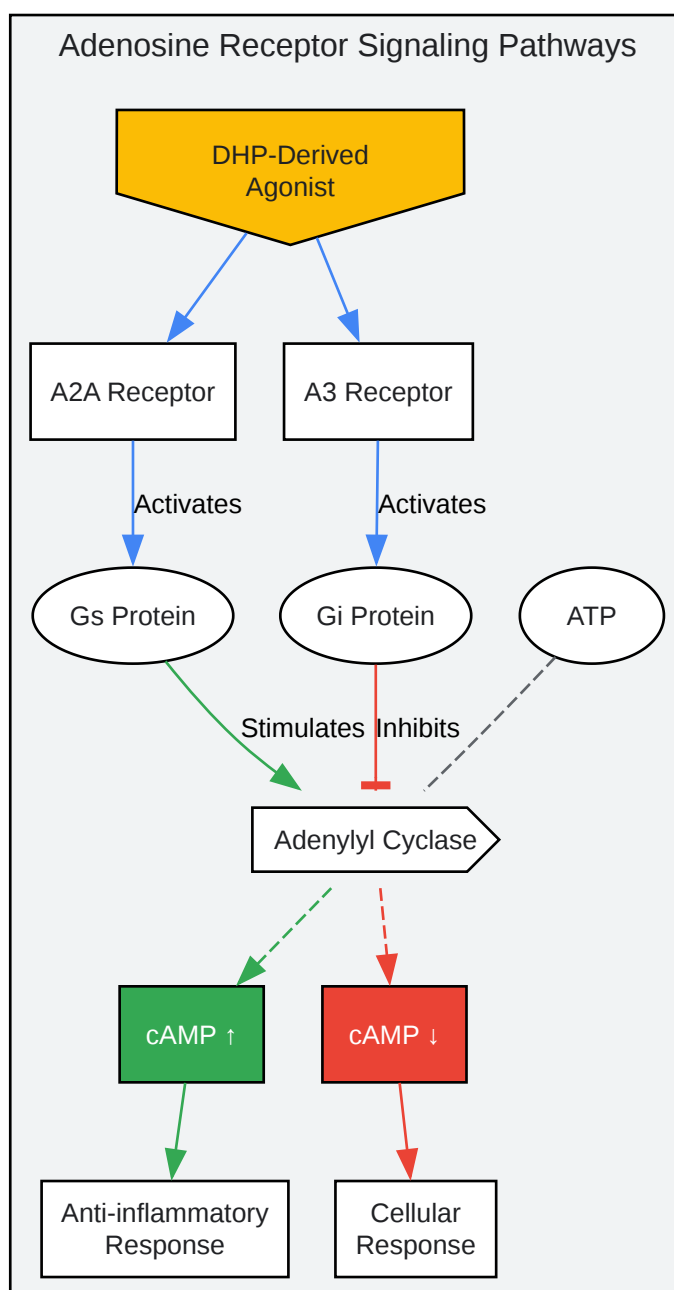 Adenosine Receptor Signaling Pathways
DHP-Derived
Agonist
A2A Receptor
A3 Receptor
Activates
Activates
Gs Protein
Gi Protein
ATP
Stimulates
Inhibits
Adenylyl Cyclase
cAMP ↑
cAMP ↓
Anti-inflammatory
Response
Cellular
Response